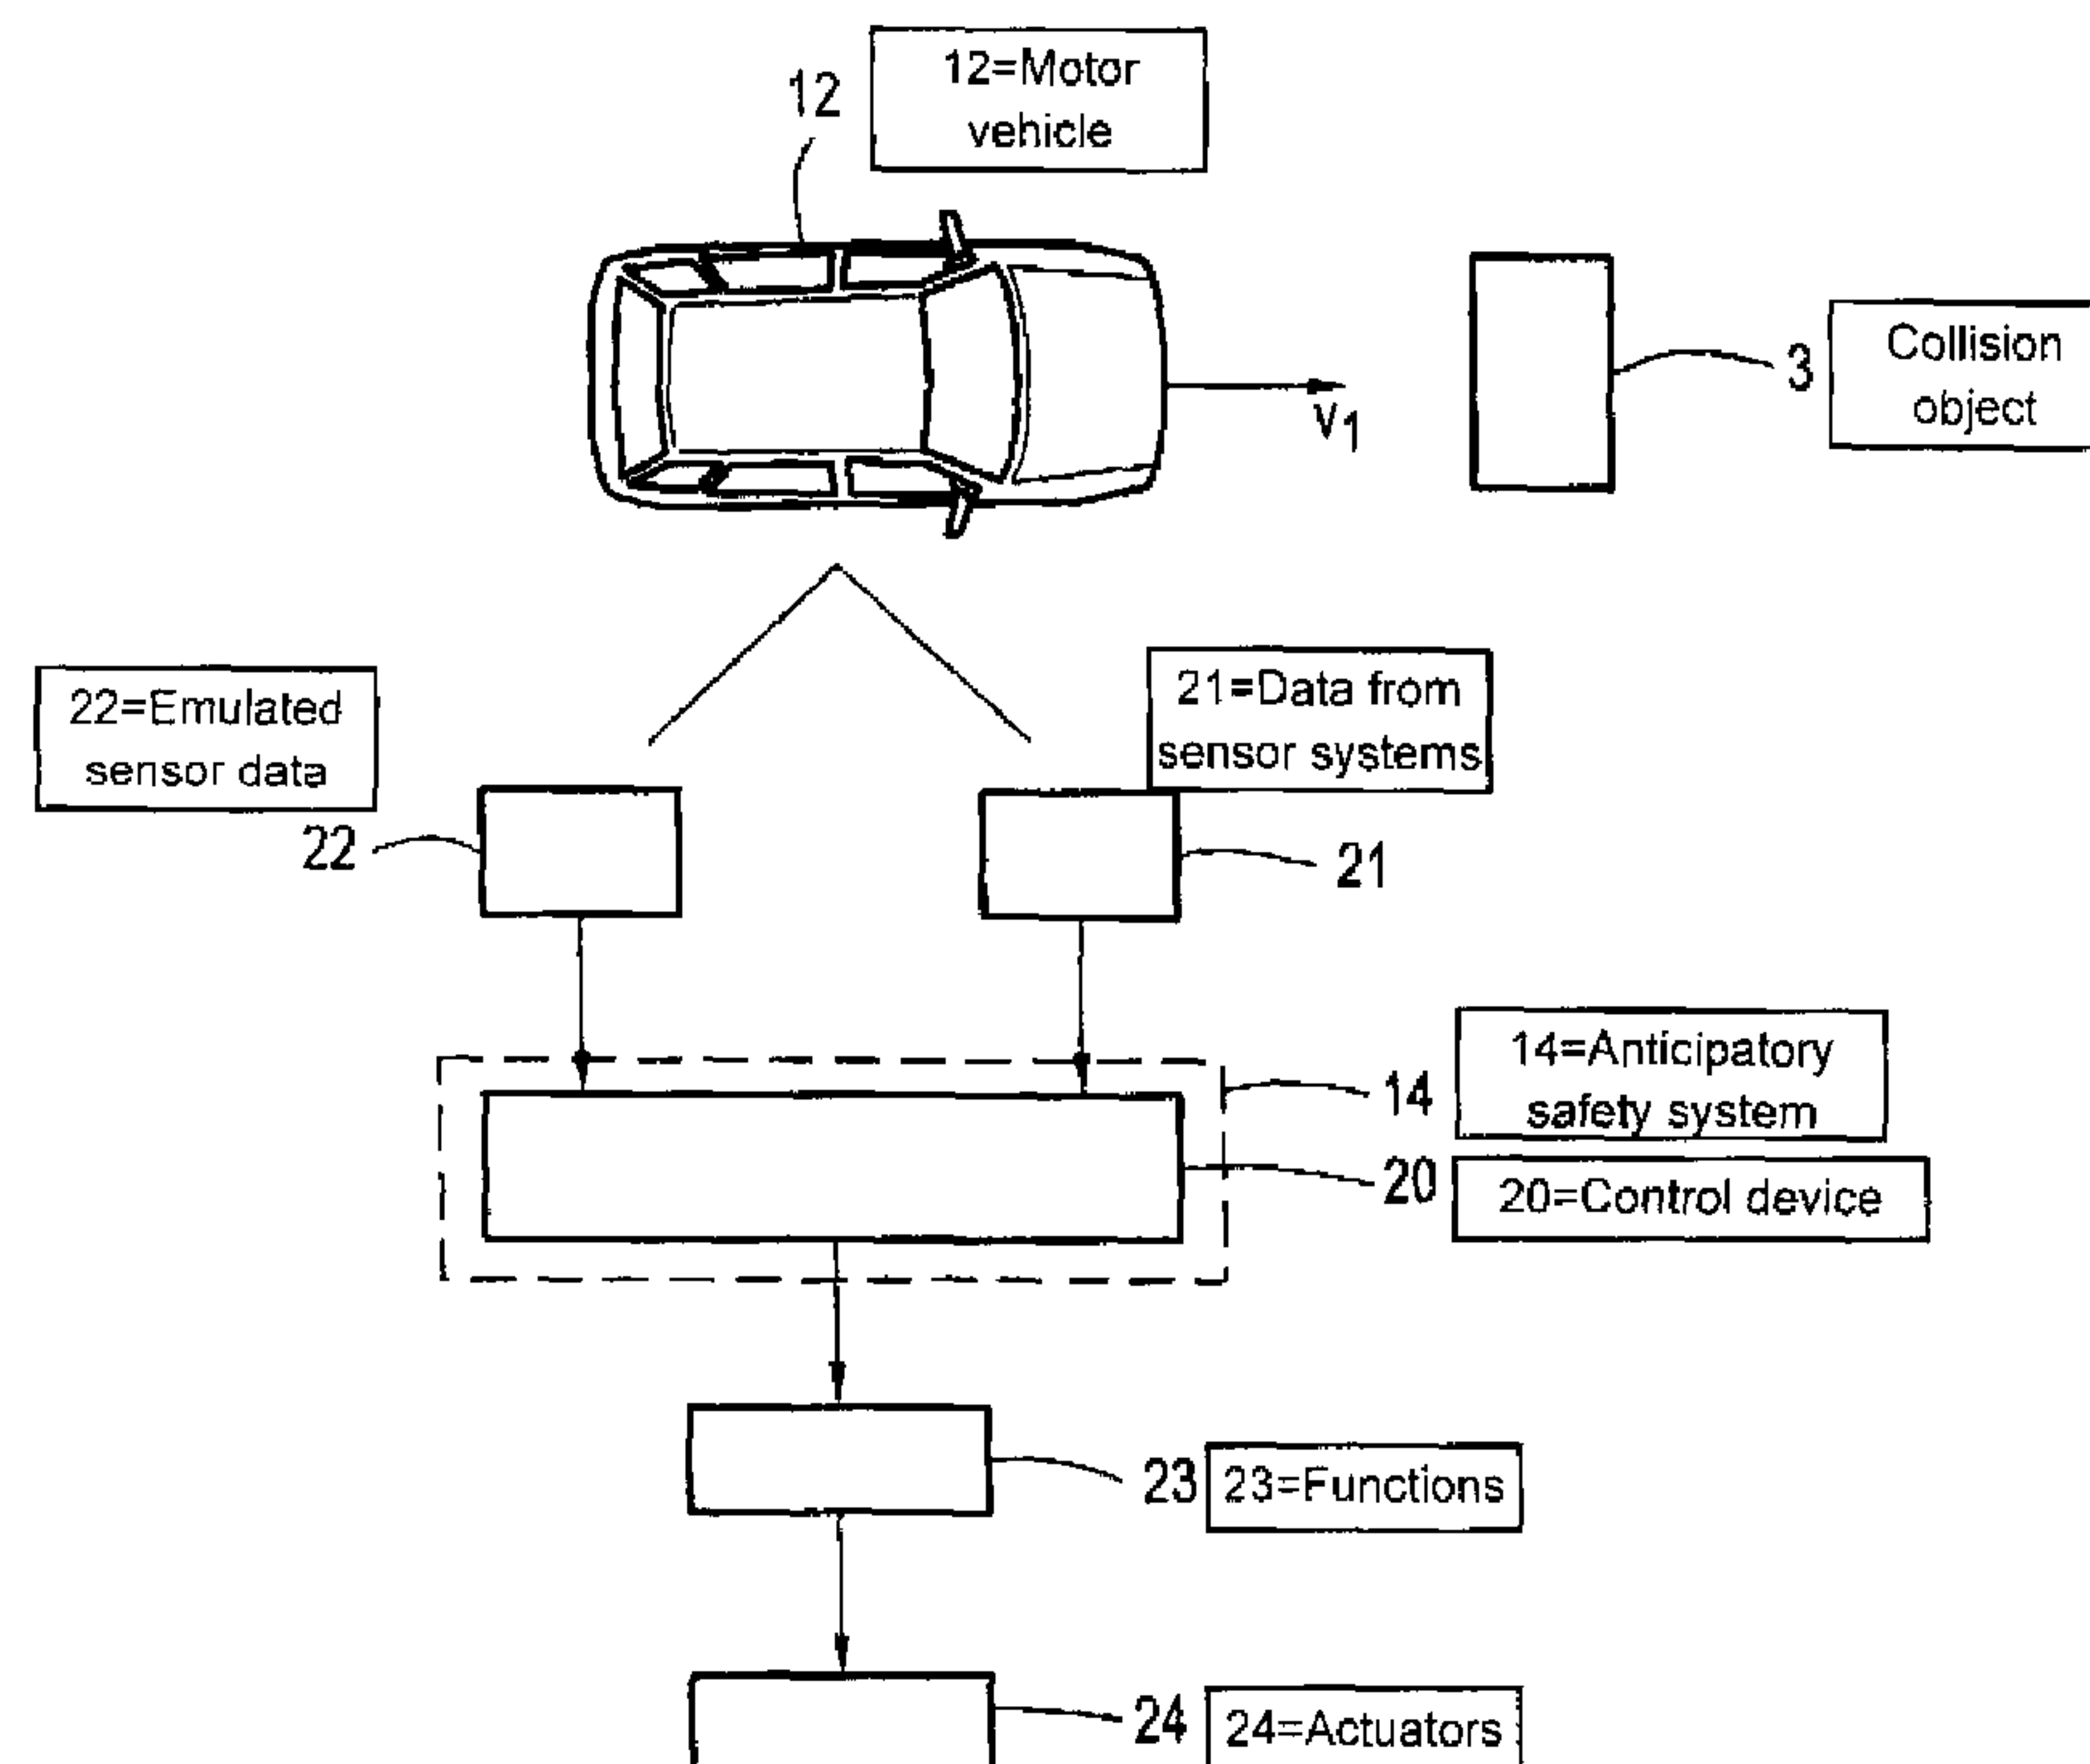 12
12=Motor
vehicle
V1
3
Collision
object
22=Emulated
sensor data
22
21=Data from
sensor systems
21
14
14=Anticipatory
safety system
20
20=Control device
23
23=Functions
24
24=Actuators